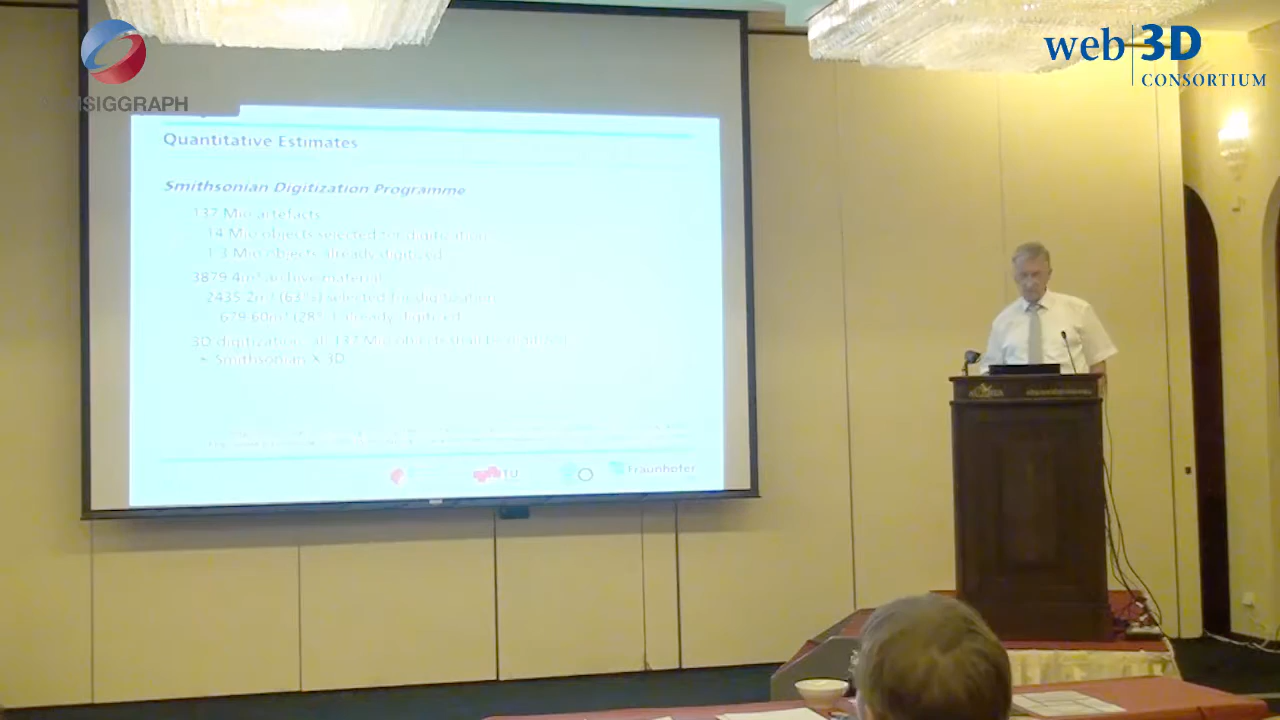 SIGGRAPH
web 3D
CONSORTIUM
Quantitative Estimates
Smithsonian Digitization Programme
137 Mio artefacts
14 Mio objects selected for digitization
1.3 Mio objects already digitized
3879.4m³ archive material
2435.2m³ (63%) selected for digitization
679.60m³ (28%) already digitized
3D digitization: all 137 Mio objects shall be digitized
Smithsonian X 3D
TU
Fraunhofer